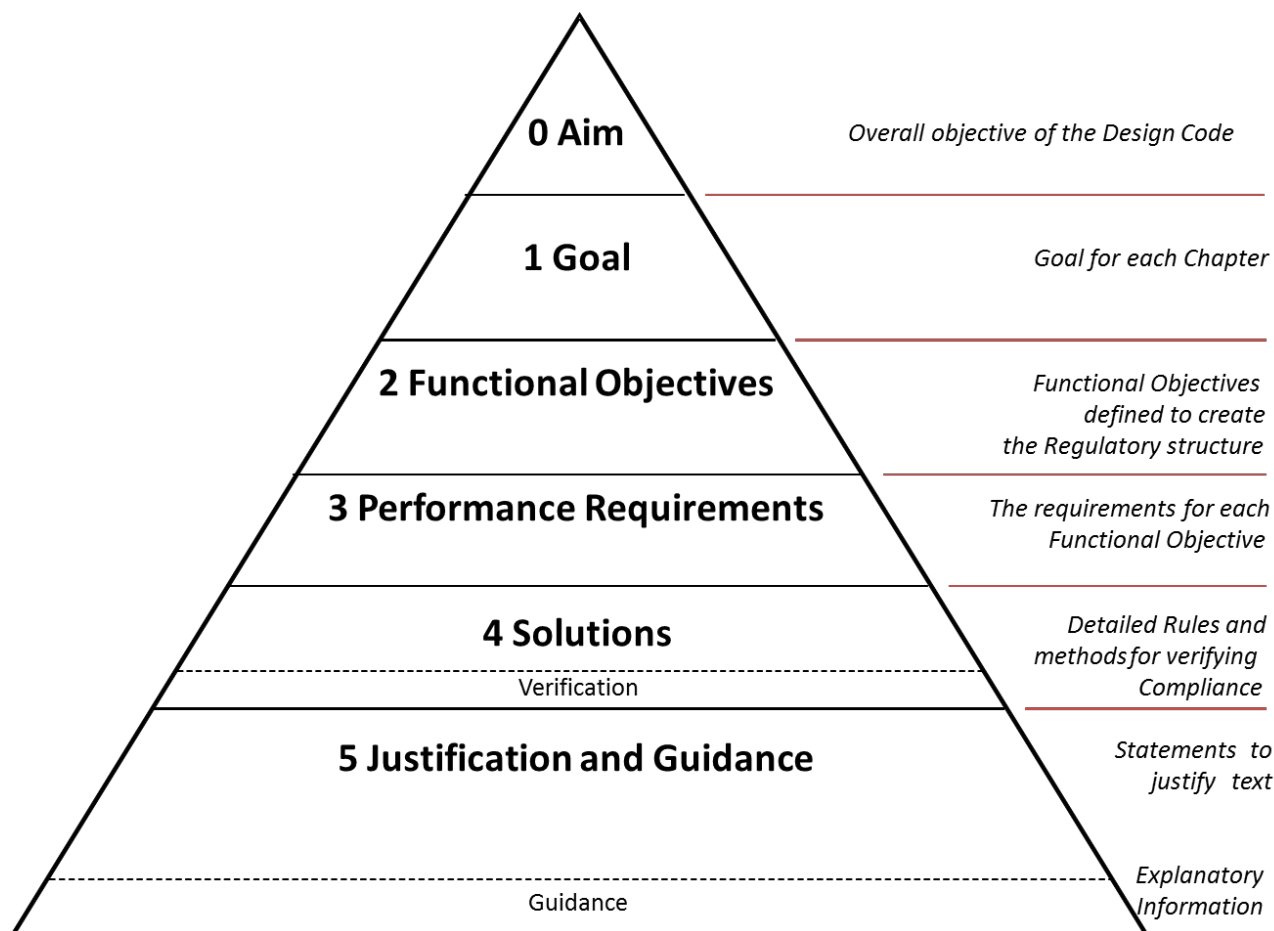 0 Aim
Overall objective of the Design Code
1 Goal
Goal for each Chapter
2 Functional Objectives
Functional Objectives
defined to create
the Regulatory structure
3 Performance Requirements
The requirements for each
Functional Objective
4 Solutions
Verification
Detailed Rules and
methods for verifying
Compliance
5 Justification and Guidance
Statements to
justify text
Guidance
Explanatory
Information